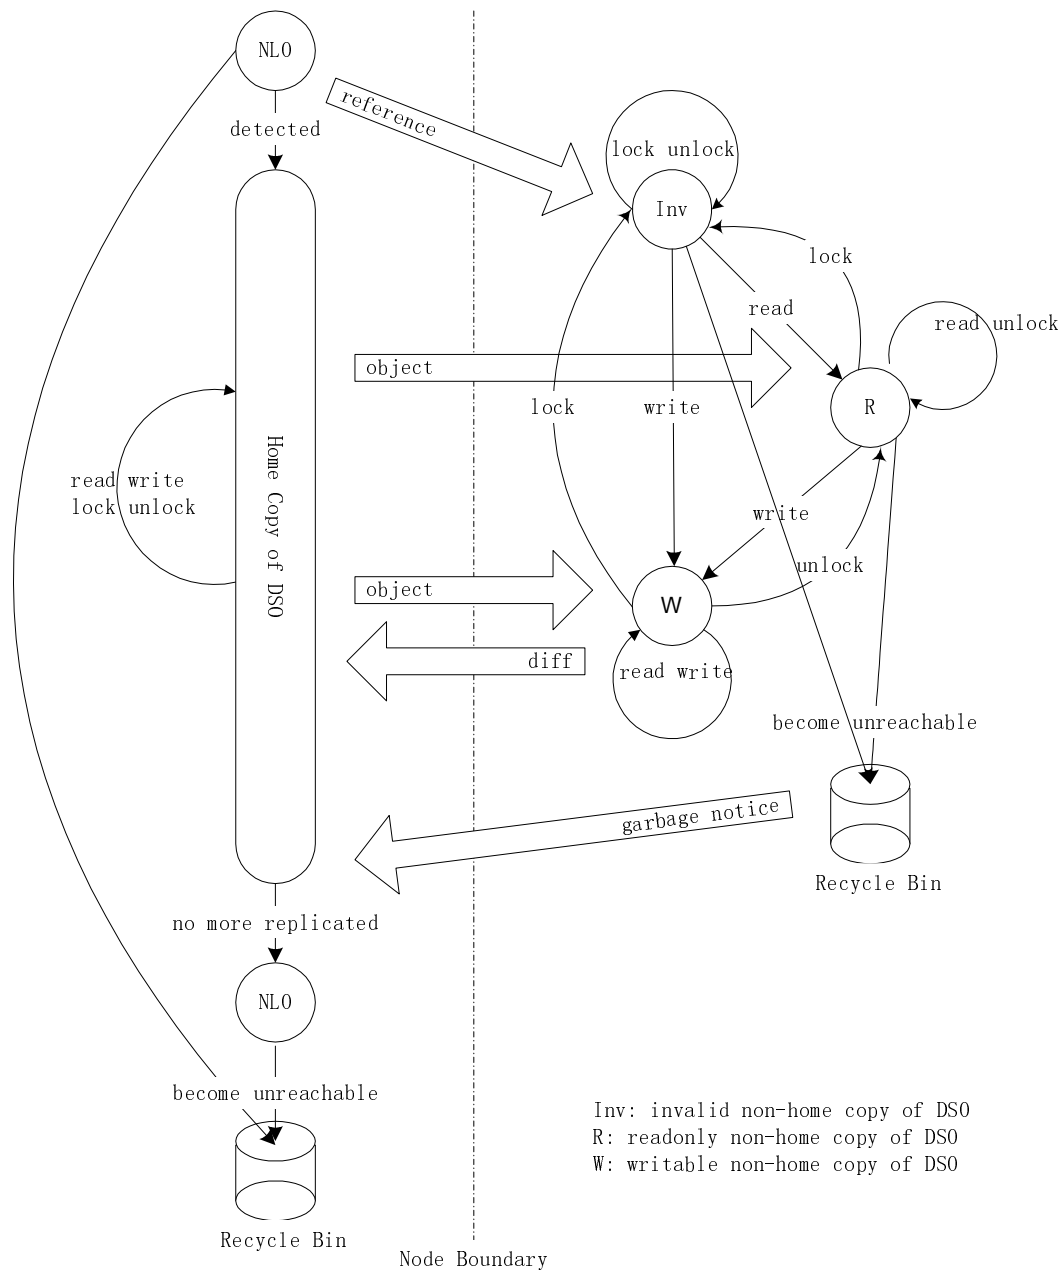 NLO
detected
reference
lock unlock
Inv
lock
read
read unlock
object
R
lock
write
Home Copy of DSO
read write
lock unlock
write
unlock
object
W
diff
read write
become unreachable
garbage notice
Recycle Bin
no more replicated
NLO
become unreachable
Inv: invalid non-home copy of DSO
R: readonly non-home copy of DSO
W: writable non-home copy of DSO
Recycle Bin
Node Boundary